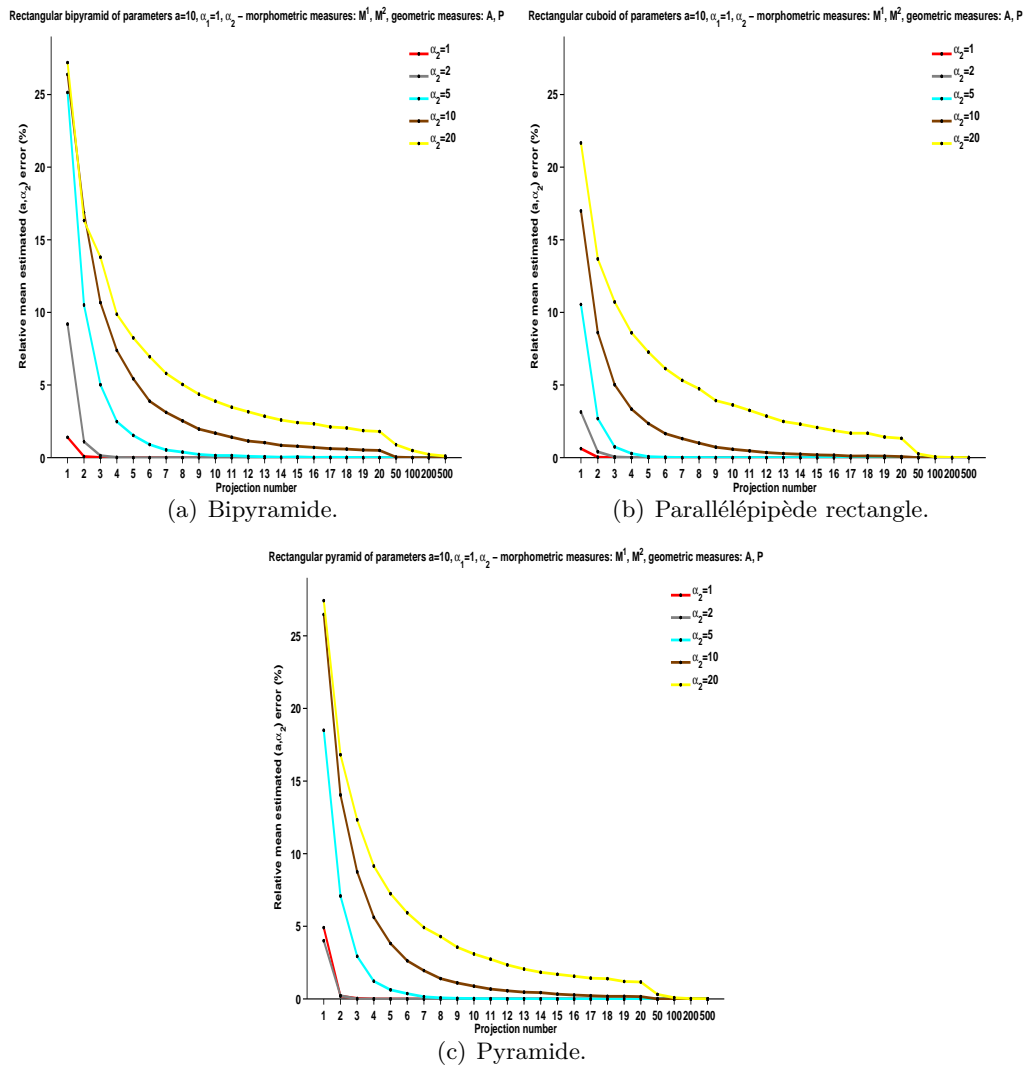 Rectangular bipyramid of parameters a=10, α₁=1, α₂ – morphometric measures: M¹, M², geometric measures: A, P
α₂=1
α₂=2
α₂=5
α₂=10
α₂=20
Relative mean estimated (a,α₂) error (%)
25
20
15
10
5
0
1 2 3 4 5 6 7 8 9 10 11 12 13 14 15 16 17 18 19 20 50 100 200 500
Projection number
(a) Bipyramide.
Rectangular cuboid of parameters a=10, α₁=1, α₂ – morphometric measures: M¹, M², geometric measures: A, P
α₂=1
α₂=2
α₂=5
α₂=10
α₂=20
Relative mean estimated (a,α₂) error (%)
25
20
15
10
5
0
1 2 3 4 5 6 7 8 9 10 11 12 13 14 15 16 17 18 19 20 50 100 200 500
Projection number
(b) Parallélépipède rectangle.
Rectangular pyramid of parameters a=10, α₁=1, α₂ – morphometric measures: M¹, M², geometric measures: A, P
α₂=1
α₂=2
α₂=5
α₂=10
α₂=20
Relative mean estimated (a,α₂) error (%)
25
20
15
10
5
0
1 2 3 4 5 6 7 8 9 10 11 12 13 14 15 16 17 18 19 20 50 100 200 500
Projection number
(c) Pyramide.